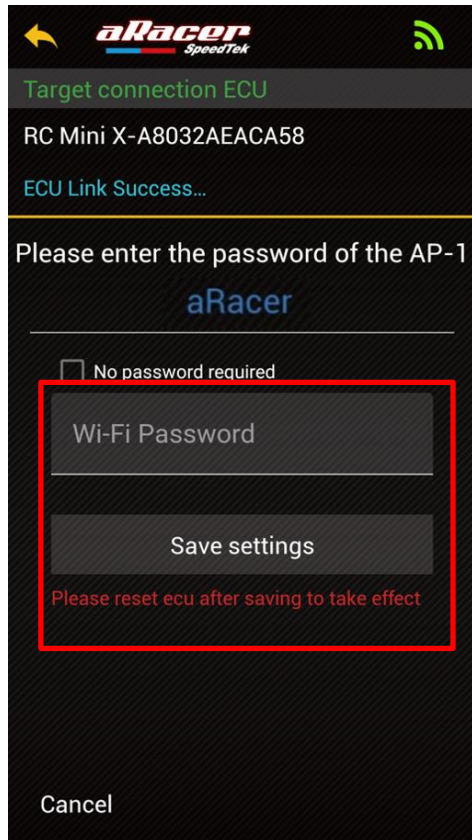 aRacer
SpeedTek
Target connection ECU
RC Mini X-A8032AEACA58
ECU Link Success...
Please enter the password of the AP-1
aRacer
No password required
Wi-Fi Password
Save settings
Please reset ecu after saving to take effect
Cancel